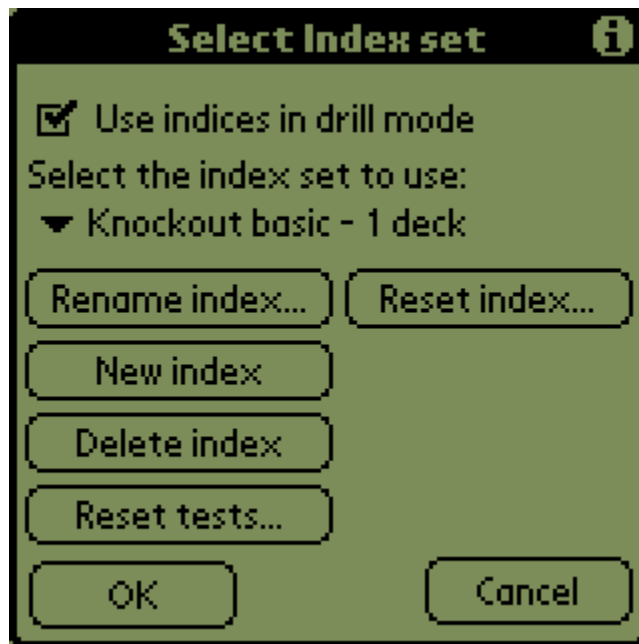 Select Index set
Use indices in drill mode
Select the index set to use:
Knockout basic - 1 deck
Rename index... Reset index...
New index
Delete index
Reset tests...
OK Cancel